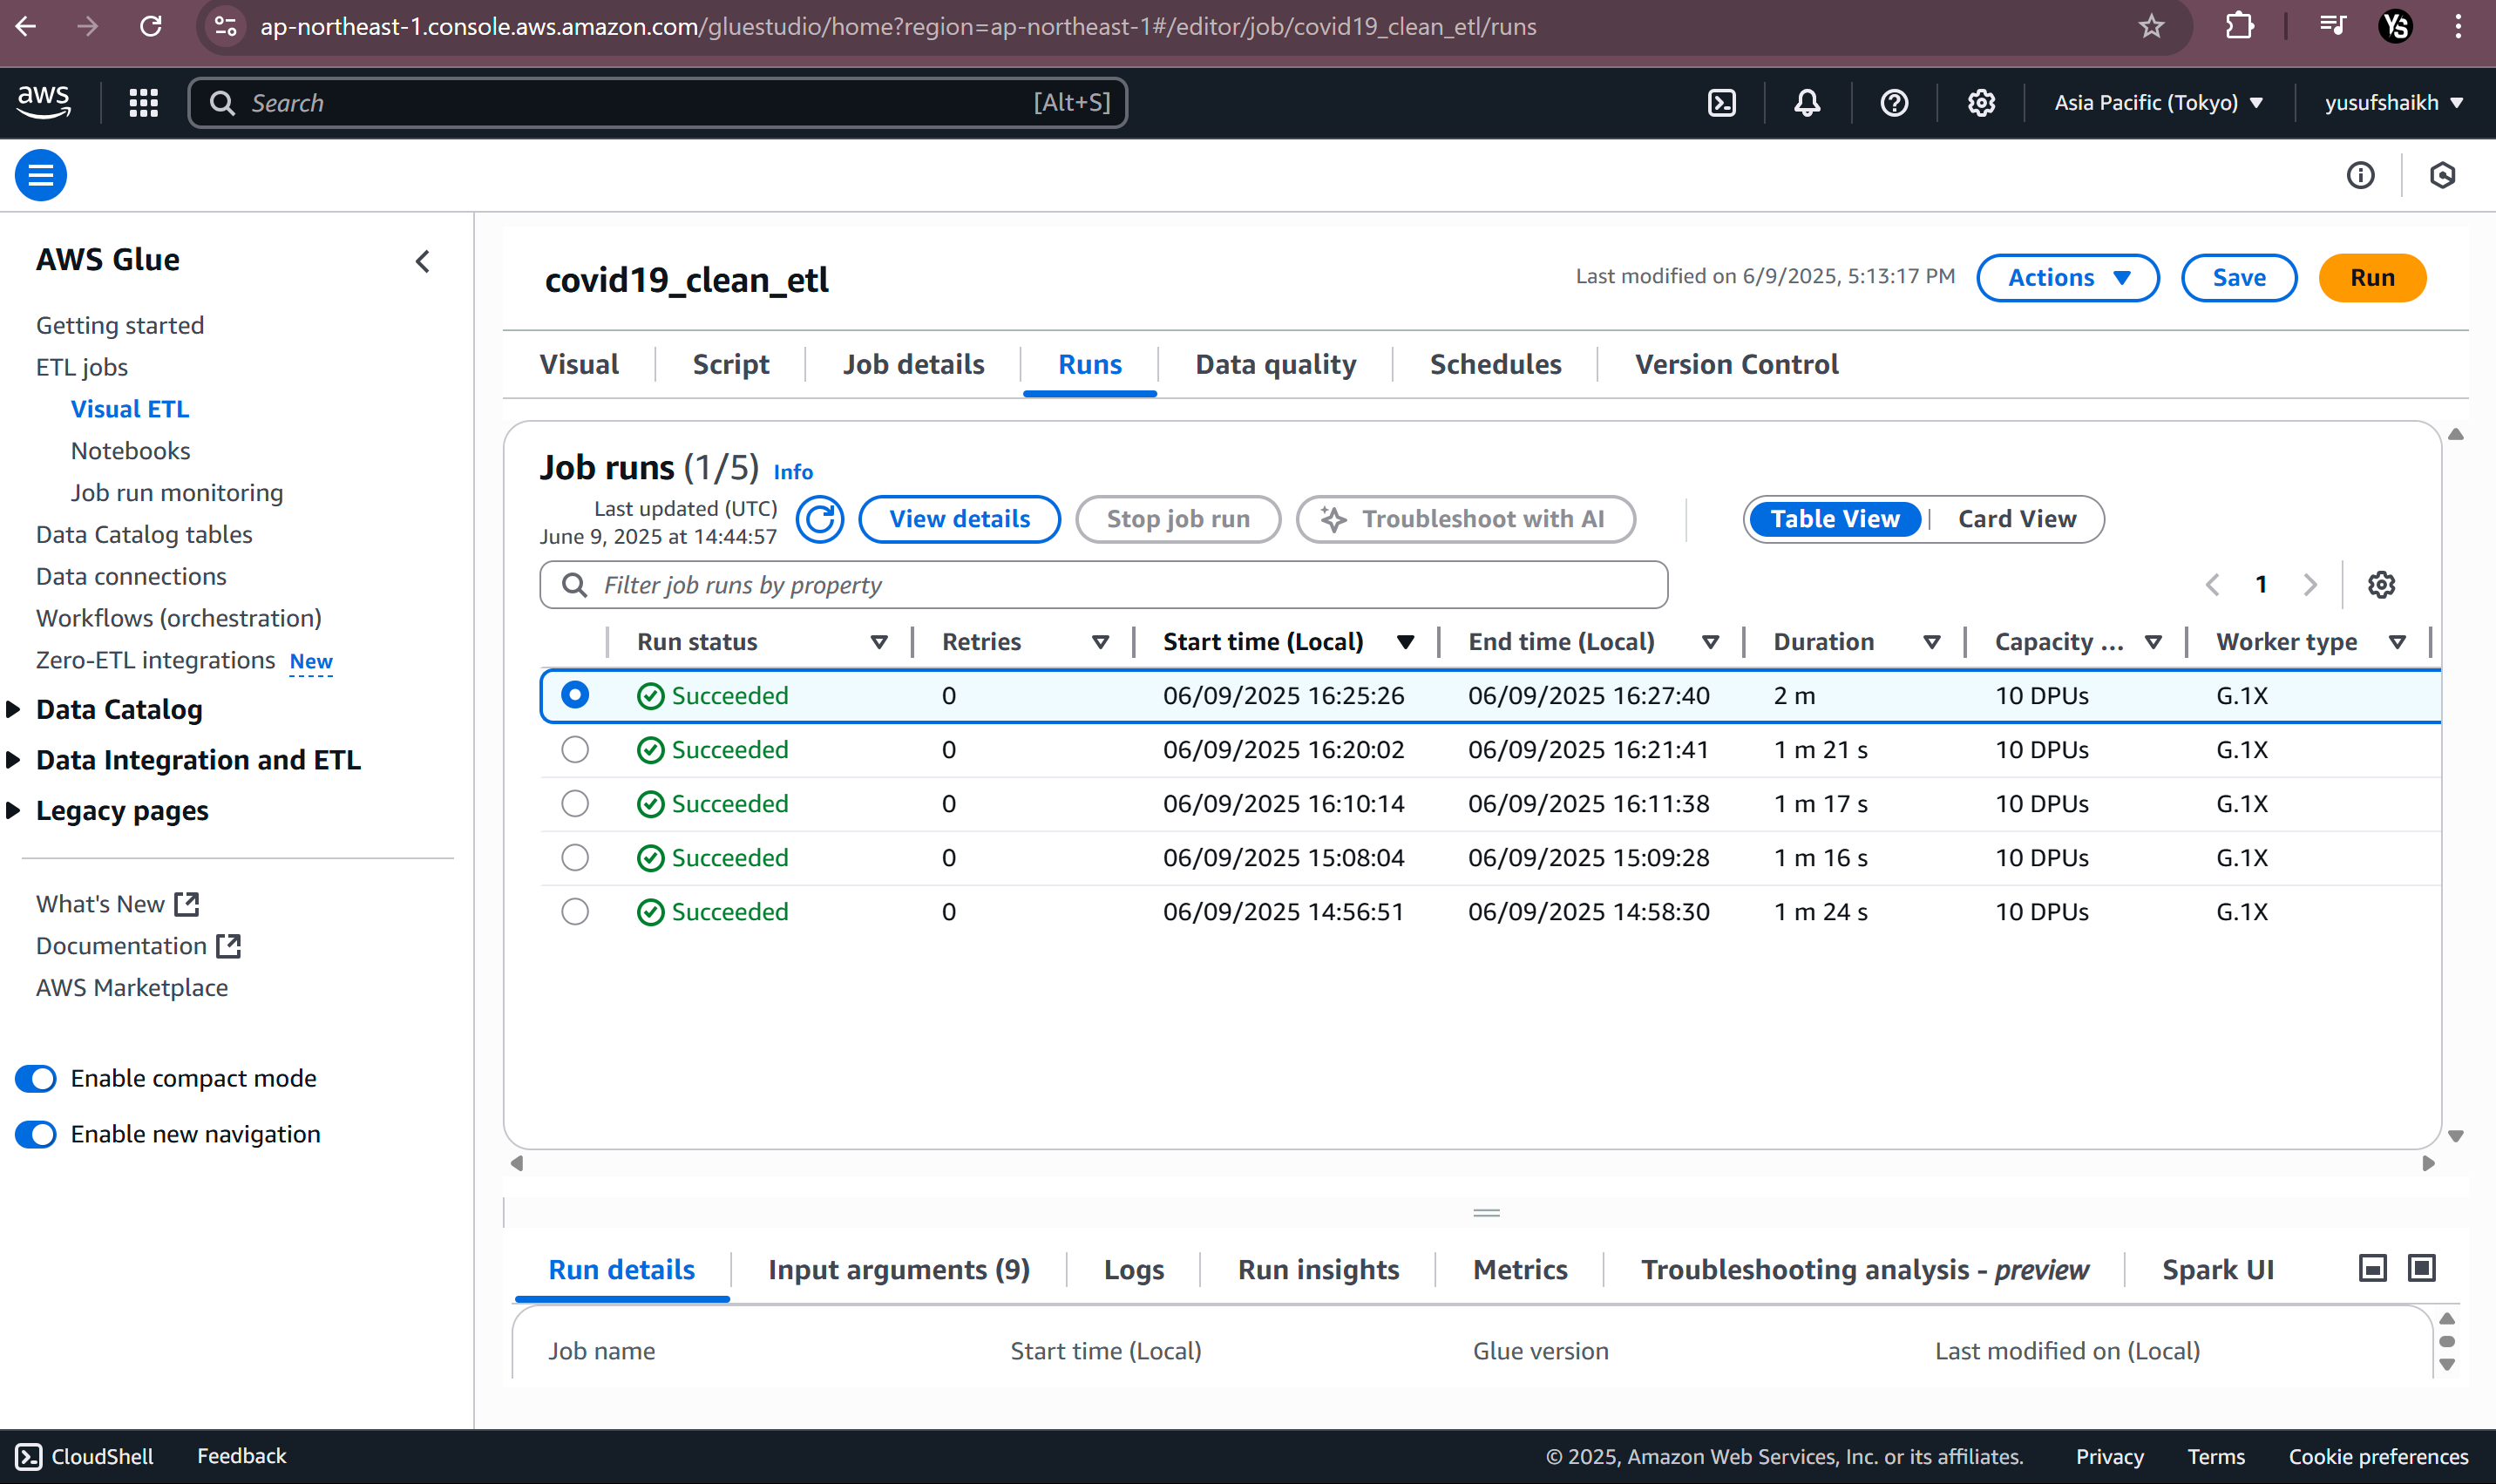 ap-northeast-1.console.aws.amazon.com/gluestudio/home?region=ap-northeast-1#/editor/job/covid19_clean_etl/runs
YS
aws
Search
[Alt+S]
Asia Pacific (Tokyo)
yusufshaikh
AWS Glue
Getting started
ETL jobs
Visual ETL
Notebooks
Job run monitoring
Data Catalog tables
Data connections
Workflows (orchestration)
Zero-ETL integrations New
Data Catalog
Data Integration and ETL
Legacy pages
What's New
Documentation
AWS Marketplace
Enable compact mode
Enable new navigation
covid19_clean_etl
Last modified on 6/9/2025, 5:13:17 PM
Actions
Save
Run
Visual Script Job details Runs Data quality Schedules Version Control
Job runs (1/5) Info
Last updated (UTC)
June 9, 2025 at 14:44:57
View details
Stop job run
Troubleshoot with AI
Table View
Card View
Filter job runs by property
1
Run status Retries Start time (Local) End time (Local) Duration Capacity ... Worker type
Succeeded 0 06/09/2025 16:25:26 06/09/2025 16:27:40 2 m 10 DPUs G.1X
Succeeded 0 06/09/2025 16:20:02 06/09/2025 16:21:41 1 m 21 s 10 DPUs G.1X
Succeeded 0 06/09/2025 16:10:14 06/09/2025 16:11:38 1 m 17 s 10 DPUs G.1X
Succeeded 0 06/09/2025 15:08:04 06/09/2025 15:09:28 1 m 16 s 10 DPUs G.1X
Succeeded 0 06/09/2025 14:56:51 06/09/2025 14:58:30 1 m 24 s 10 DPUs G.1X
Run details Input arguments (9) Logs Run insights Metrics Troubleshooting analysis - preview Spark UI
Job name Start time (Local) Glue version Last modified on (Local)
CloudShell Feedback © 2025, Amazon Web Services, Inc. or its affiliates. Privacy Terms Cookie preferences